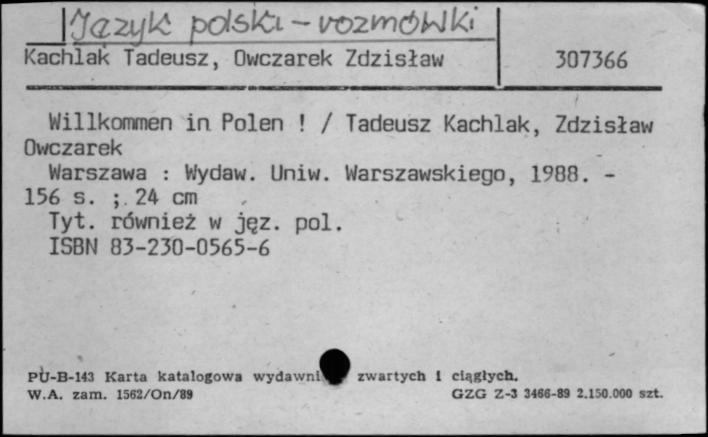 Język polski - rozmówki
Kachlak Tadeusz, Owczarek Zdzisław 307366
Willkommen in Polen ! / Tadeusz Kachlak, Zdzisław
Owczarek
Warszawa : Wydaw. Uniw. Warszawskiego, 1988. -
156 s. ; 24 cm
Tyt. również w jęz. pol.
ISBN 83-230-0565-6
PU-B-143 Karta katalogowa zwartych i ciągłych.
W.A. zam. 1562/On/89 GZG Z-3 3466-89 2.150.000 szt.